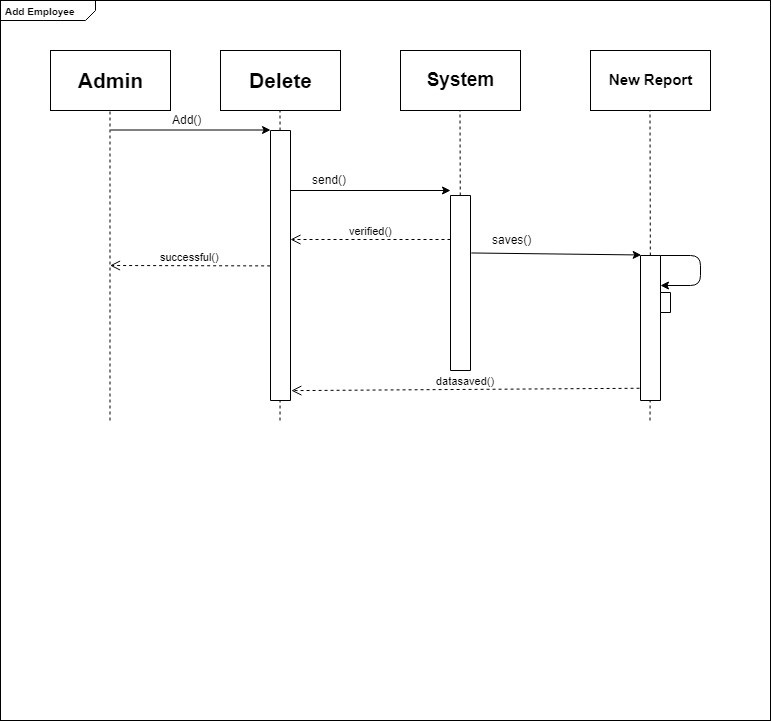 Add Employee
Admin
Delete
System
New Report
Add()
send()
verified()
saves()
successful()
datasaved()